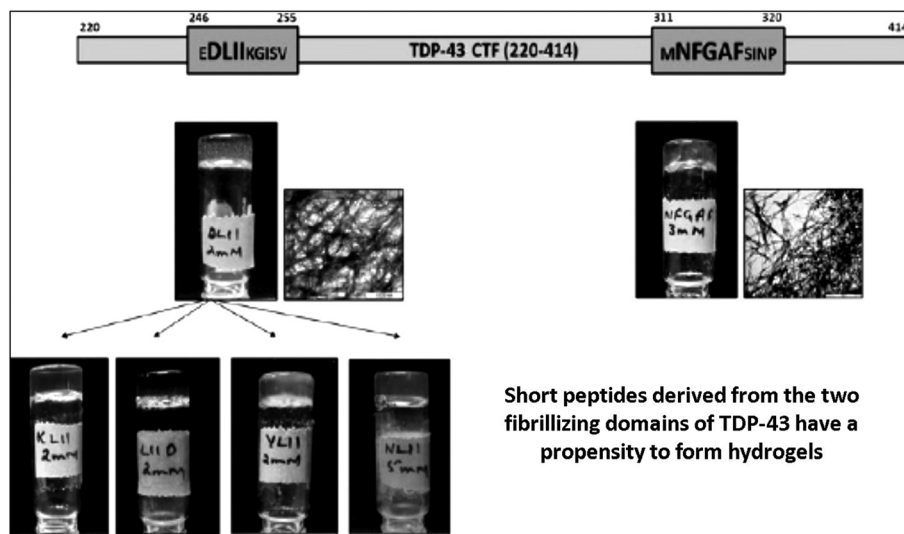 220 246 255 311 320 414
EDLIIKGISV TDP-43 CTF (220-414) MNFGAFSINP
DLII
2mM
NFGAF
3mM
KLII
2mM
LIID
2mM
YLII
2mM
NLII
5mM
Short peptides derived from the two
fibrillizing domains of TDP-43 have a
propensity to form hydrogels